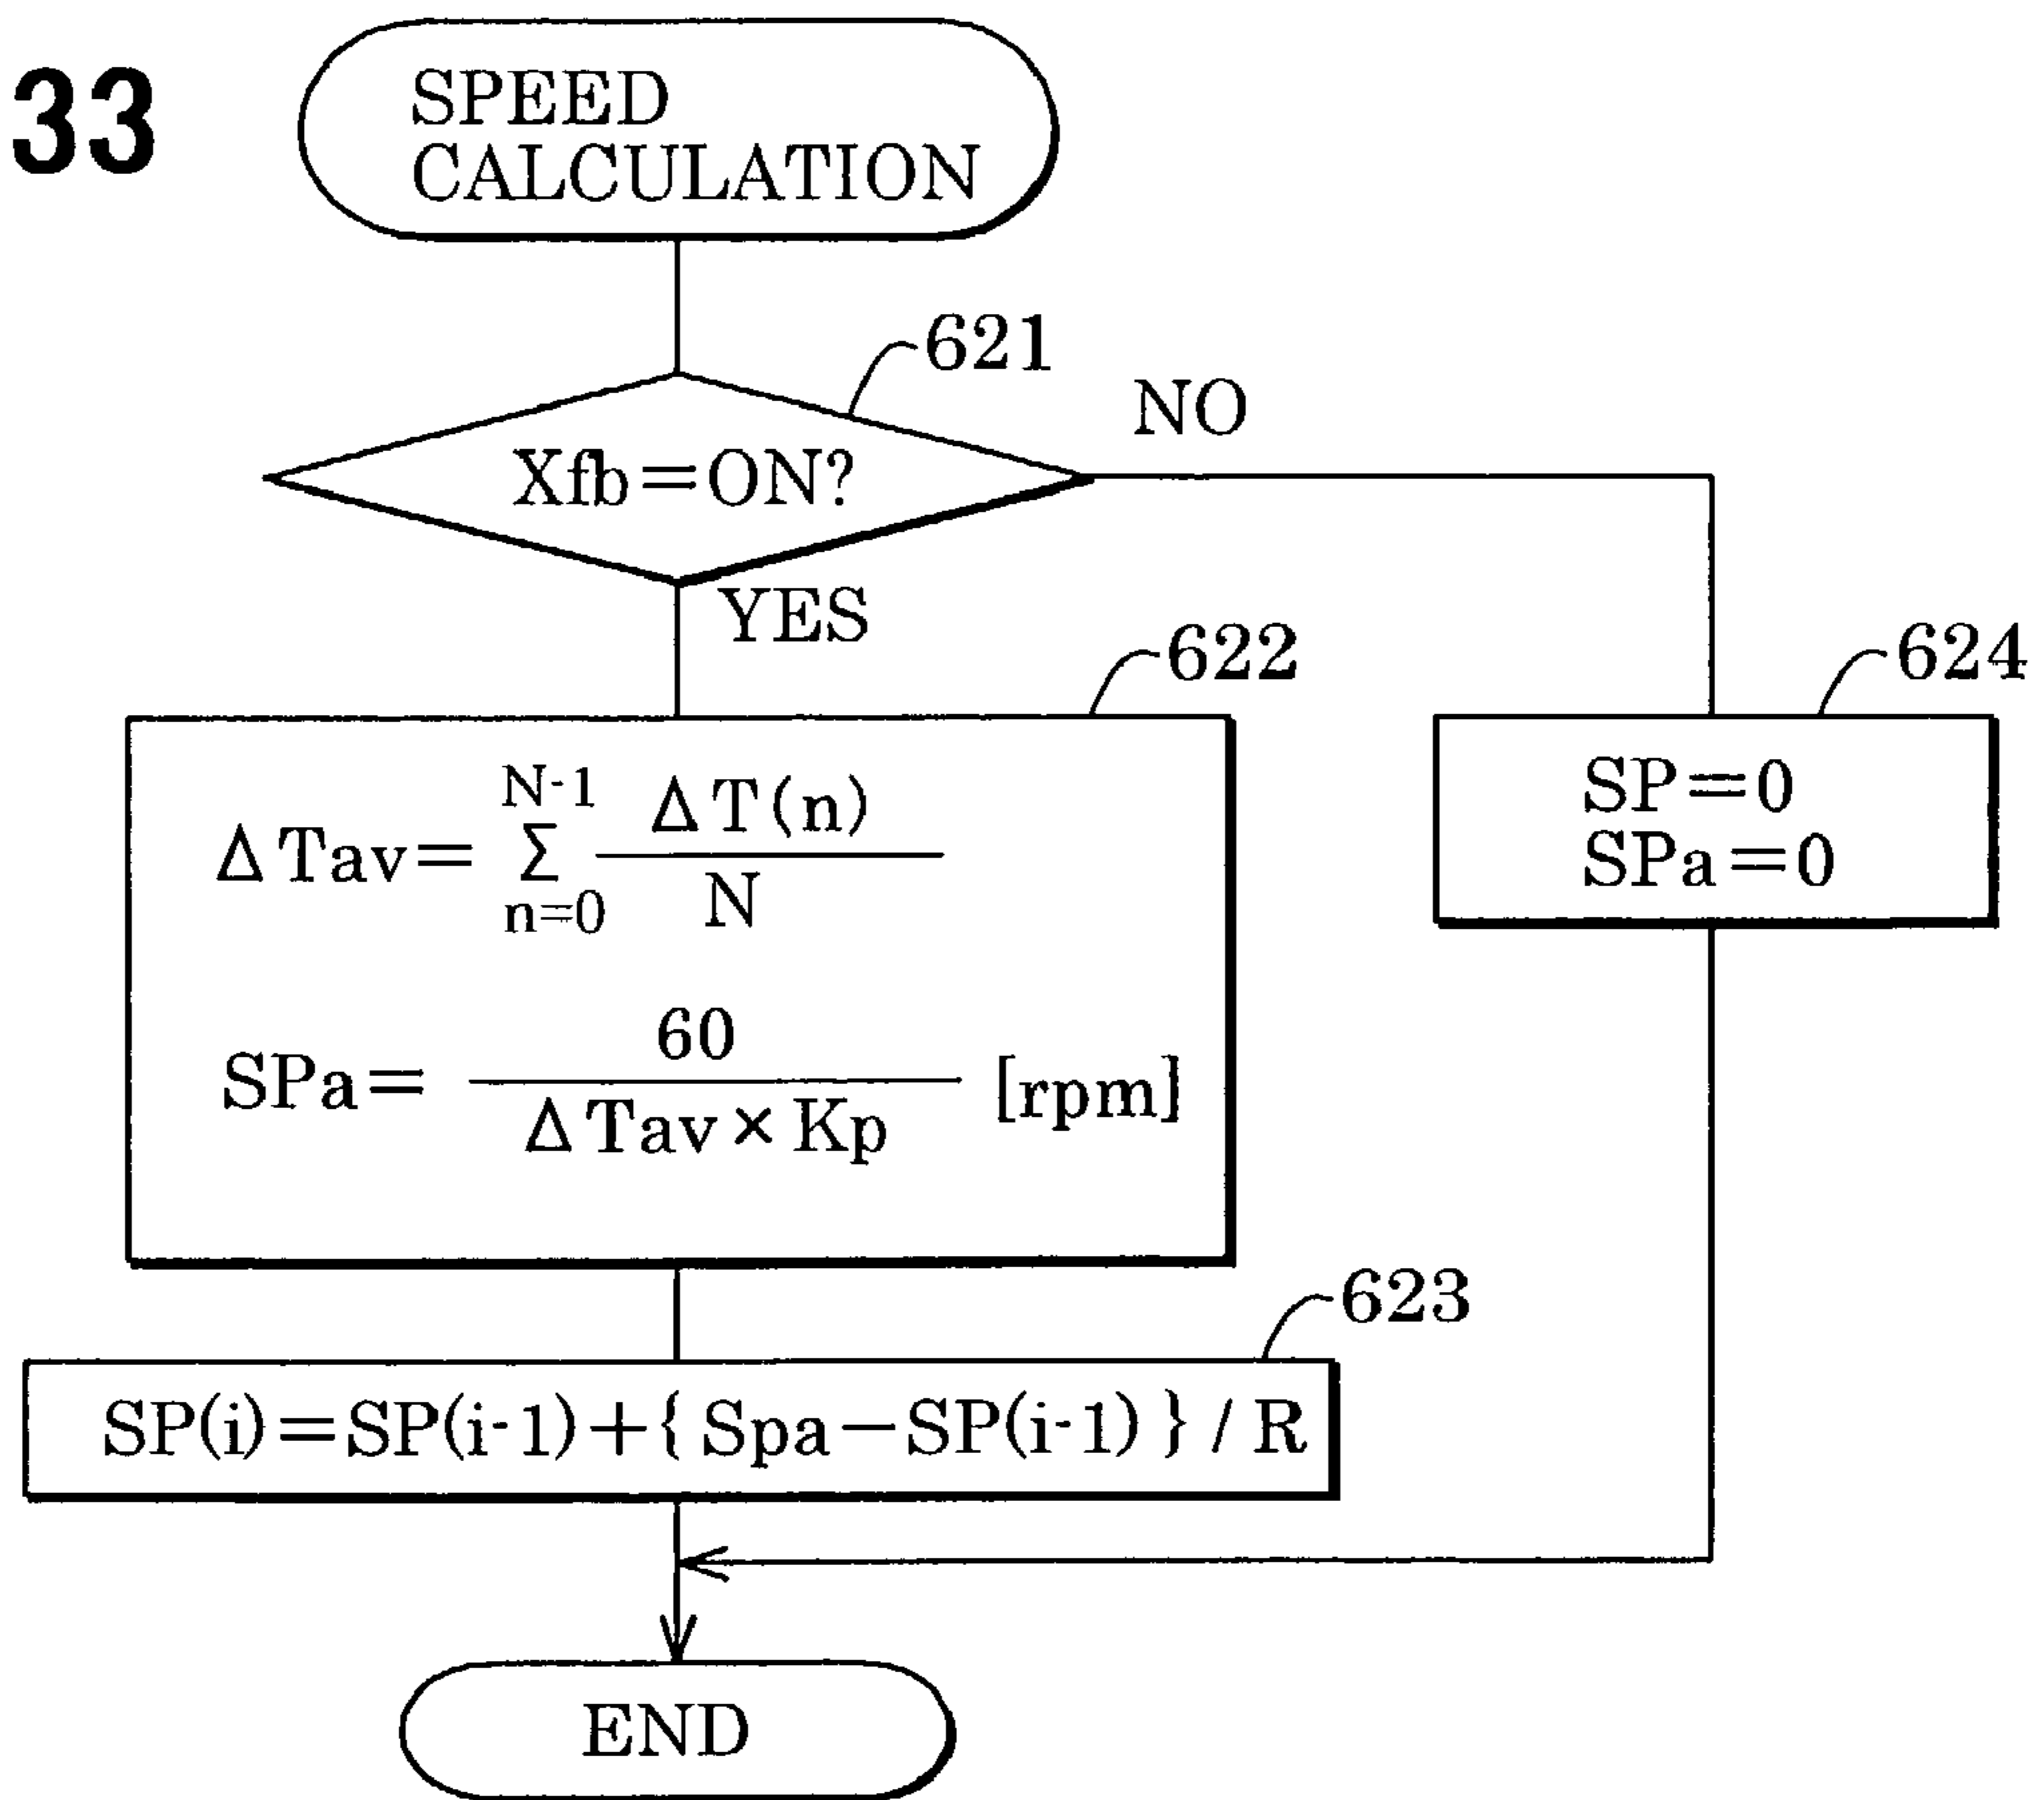 33
SPEED
CALCULATION
621
NO
Xfb=ON?
YES
622
624
ΔTav= Σ_{n=0}^{N-1} ΔT(n) / N
SP=0
SPa=0
SPa= 60 / ΔTav×Kp [rpm]
623
SP(i)=SP(i-1)+{Spa−SP(i-1)}/R
END